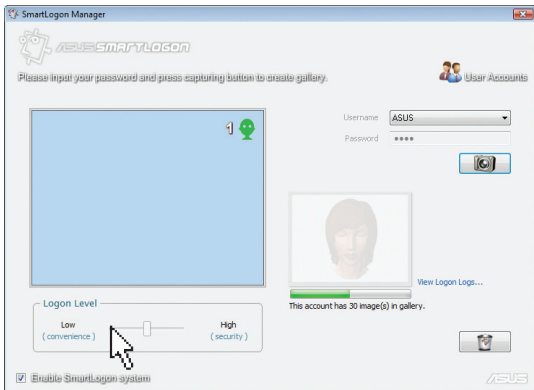 SmartLogon Manager
ASUS SMARTLOGON
Please input your password and press capturing button to create gallery.
User Accounts
1
Username ASUS
Password ****
View Logon Logs...
This account has 30 image(s) in gallery.
Logon Level
Low High
( convenience ) ( security )
Enable SmartLogon system
ASUS